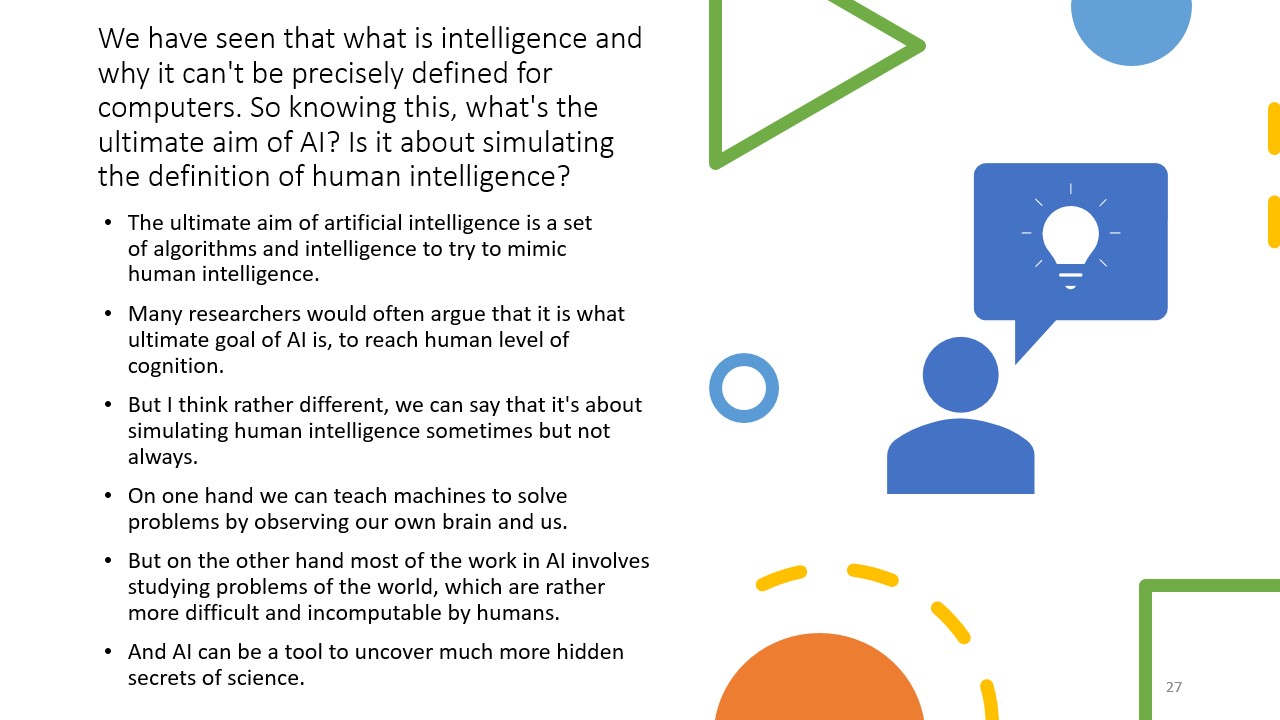 We have seen that what is intelligence and
why it can't be precisely defined for
computers. So knowing this, what's the
ultimate aim of AI? Is it about simulating
the definition of human intelligence?
• The ultimate aim of artificial intelligence is a set
of algorithms and intelligence to try to mimic
human intelligence.
• Many researchers would often argue that it is what
ultimate goal of AI is, to reach human level of
cognition.
• But I think rather different, we can say that it's about
simulating human intelligence sometimes but not
always.
• On one hand we can teach machines to solve
problems by observing our own brain and us.
• But on the other hand most of the work in AI involves
studying problems of the world, which are rather
more difficult and incomputable by humans.
• And AI can be a tool to uncover much more hidden
secrets of science.
27